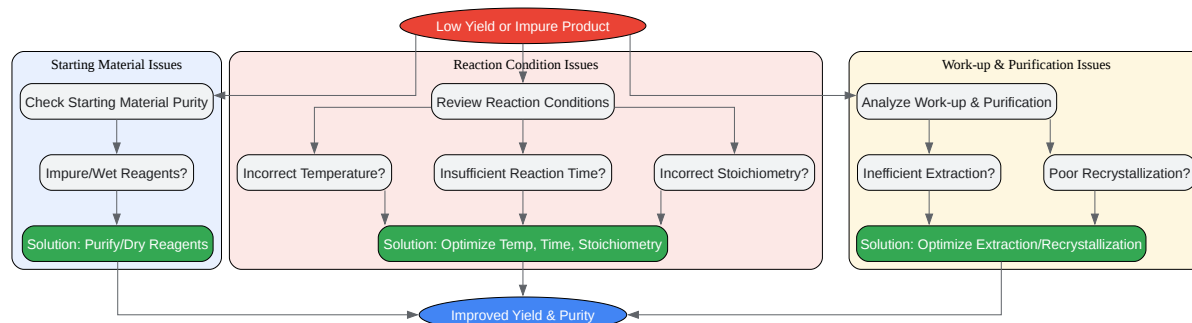 Low Yield or Impure Product
Starting Material Issues
Reaction Condition Issues
Work-up & Purification Issues
Check Starting Material Purity
Review Reaction Conditions
Analyze Work-up & Purification
Impure/Wet Reagents?
Incorrect Temperature?
Insufficient Reaction Time?
Incorrect Stoichiometry?
Inefficient Extraction?
Poor Recrystallization?
Solution: Purify/Dry Reagents
Solution: Optimize Temp, Time, Stoichiometry
Solution: Optimize Extraction/Recrystallization
Improved Yield & Purity